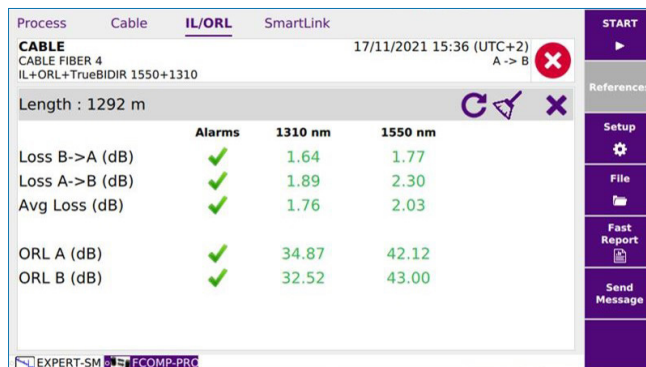 Process Cable IL/ORL SmartLink
START
CABLE 17/11/2021 15:36 (UTC+2)
CABLE FIBER 4 A -> B
IL+ORL+TrueBIDIR 1550+1310
Reference
Length : 1292 m
Setup
Alarms 1310 nm 1550 nm
Loss B->A (dB) 1.64 1.77
Loss A->B (dB) 1.89 2.30
File
Avg Loss (dB) 1.76 2.03
Fast
Report
ORL A (dB) 34.87 42.12
ORL B (dB) 32.52 43.00
Send
Message
EXPERT-SM FCOMP-PRO